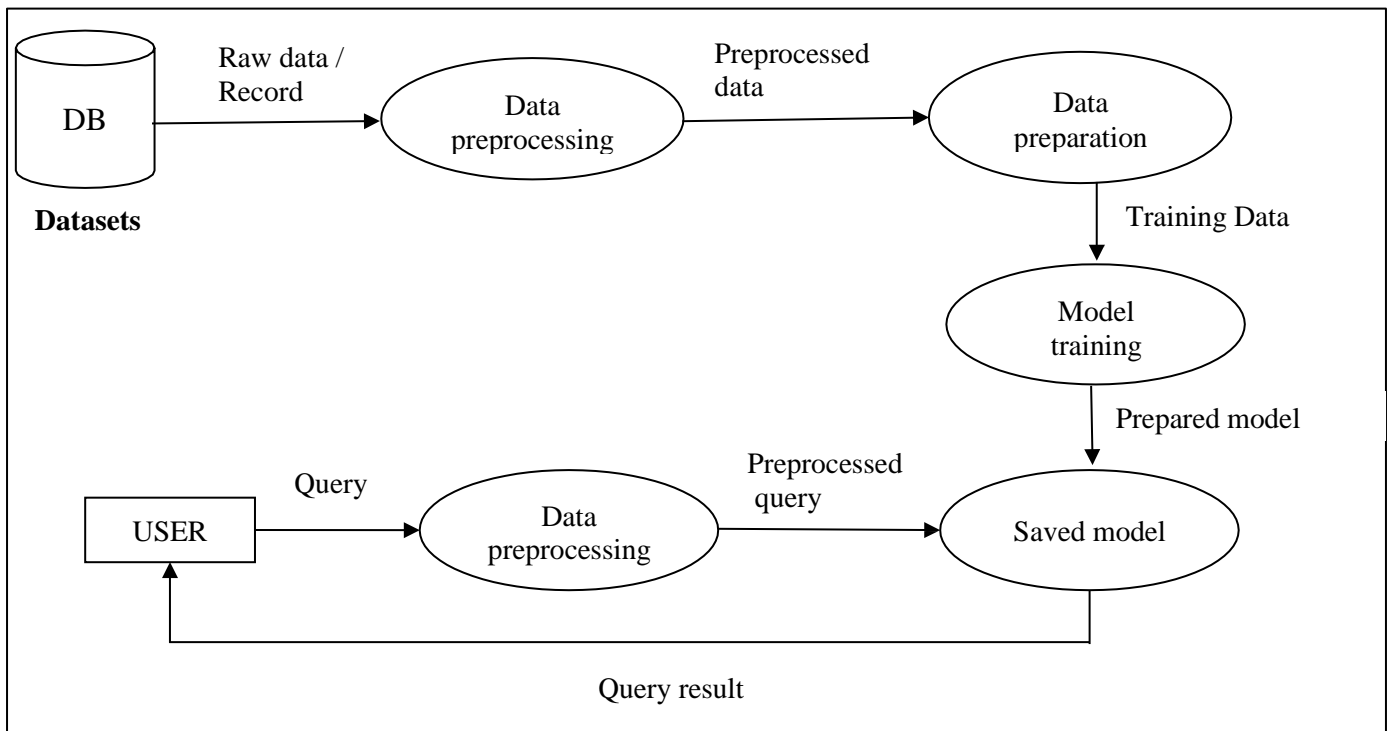 DB
Datasets
Raw data /
Record
Data
preprocessing
Preprocessed
data
Data
preparation
Training Data
Model
training
Prepared model
USER
Query
Data
preprocessing
Preprocessed
query
Saved model
Query result